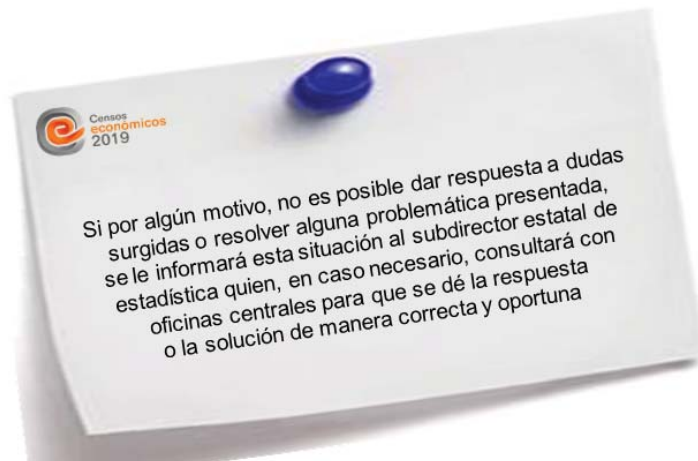 Censos
económicos
2019
Si por algún motivo, no es posible dar respuesta a dudas
surgidas o resolver alguna problemática presentada,
se le informará esta situación al subdirector estatal de
estadística quien, en caso necesario, consultará con
oficinas centrales para que se dé la respuesta
o la solución de manera correcta y oportuna